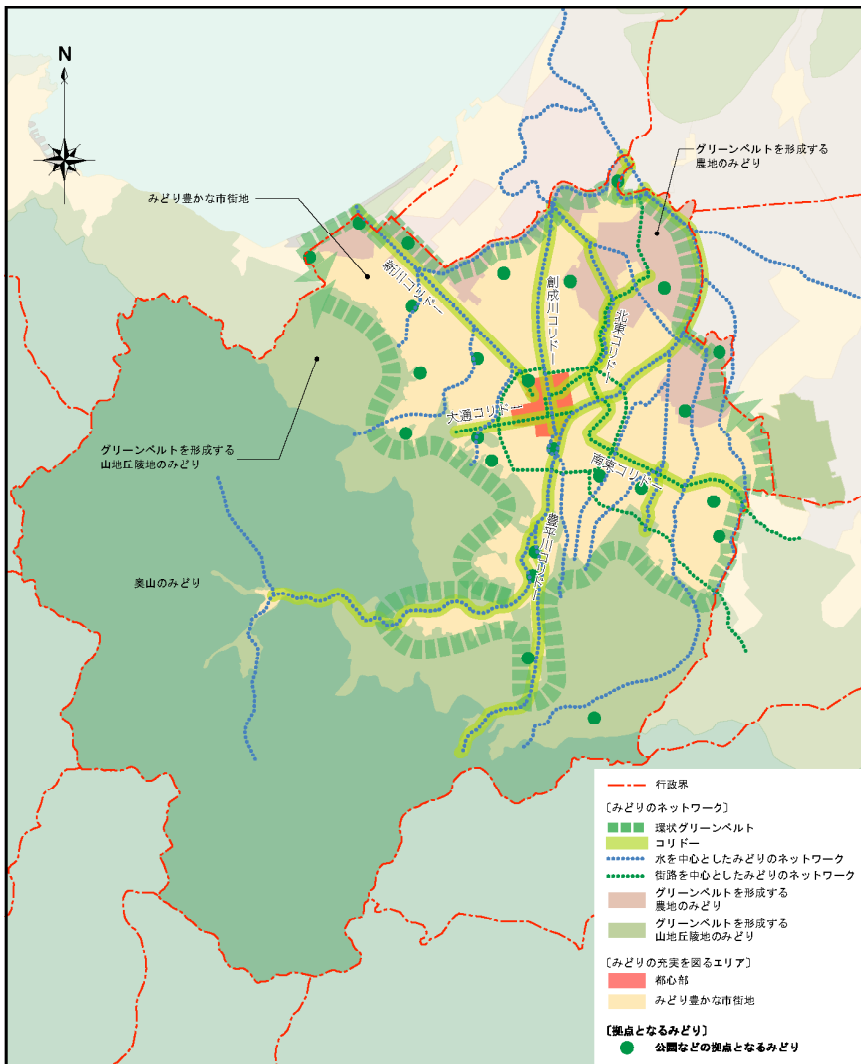 N
グリーンベルトを形成する
農地のみどり
みどり豊かな市街地
新川コリドー
創成川コリドー
北東コリドー
大通コリドー
南東コリドー
豊平川コリドー
グリーンベルトを形成する
山地丘陵地のみどり
奥山のみどり
行政界
〔みどりのネットワーク〕
環状グリーンベルト
コリドー
水を中心としたみどりのネットワーク
街路を中心としたみどりのネットワーク
グリーンベルトを形成する
農地のみどり
グリーンベルトを形成する
山地丘陵地のみどり
〔みどりの充実を図るエリア〕
都心部
みどり豊かな市街地
〔拠点となるみどり〕
公園などの拠点となるみどり